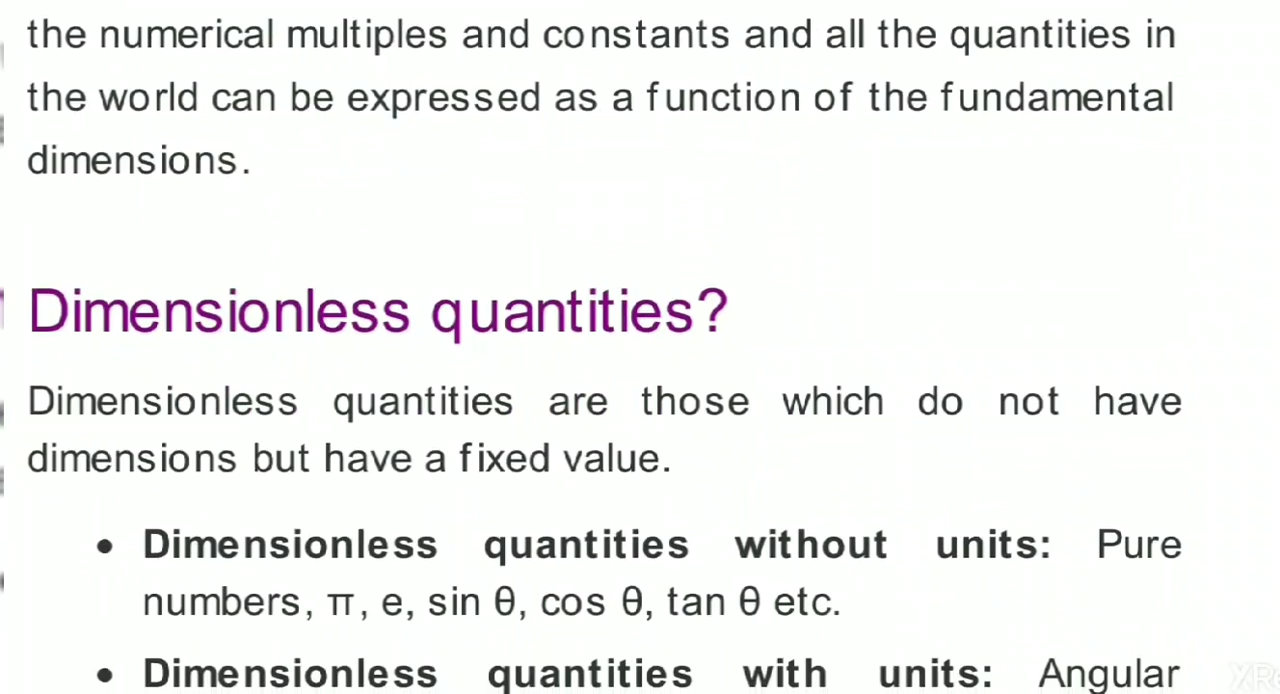 the numerical multiples and constants and all the quantities in
the world can be expressed as a function of the fundamental
dimensions.
Dimensionless quantities?
Dimensionless quantities are those which do not have
dimensions but have a fixed value.
• Dimensionless quantities without units: Pure
numbers, π, e, sin θ, cos θ, tan θ etc.
• Dimensionless quantities with units: Angular